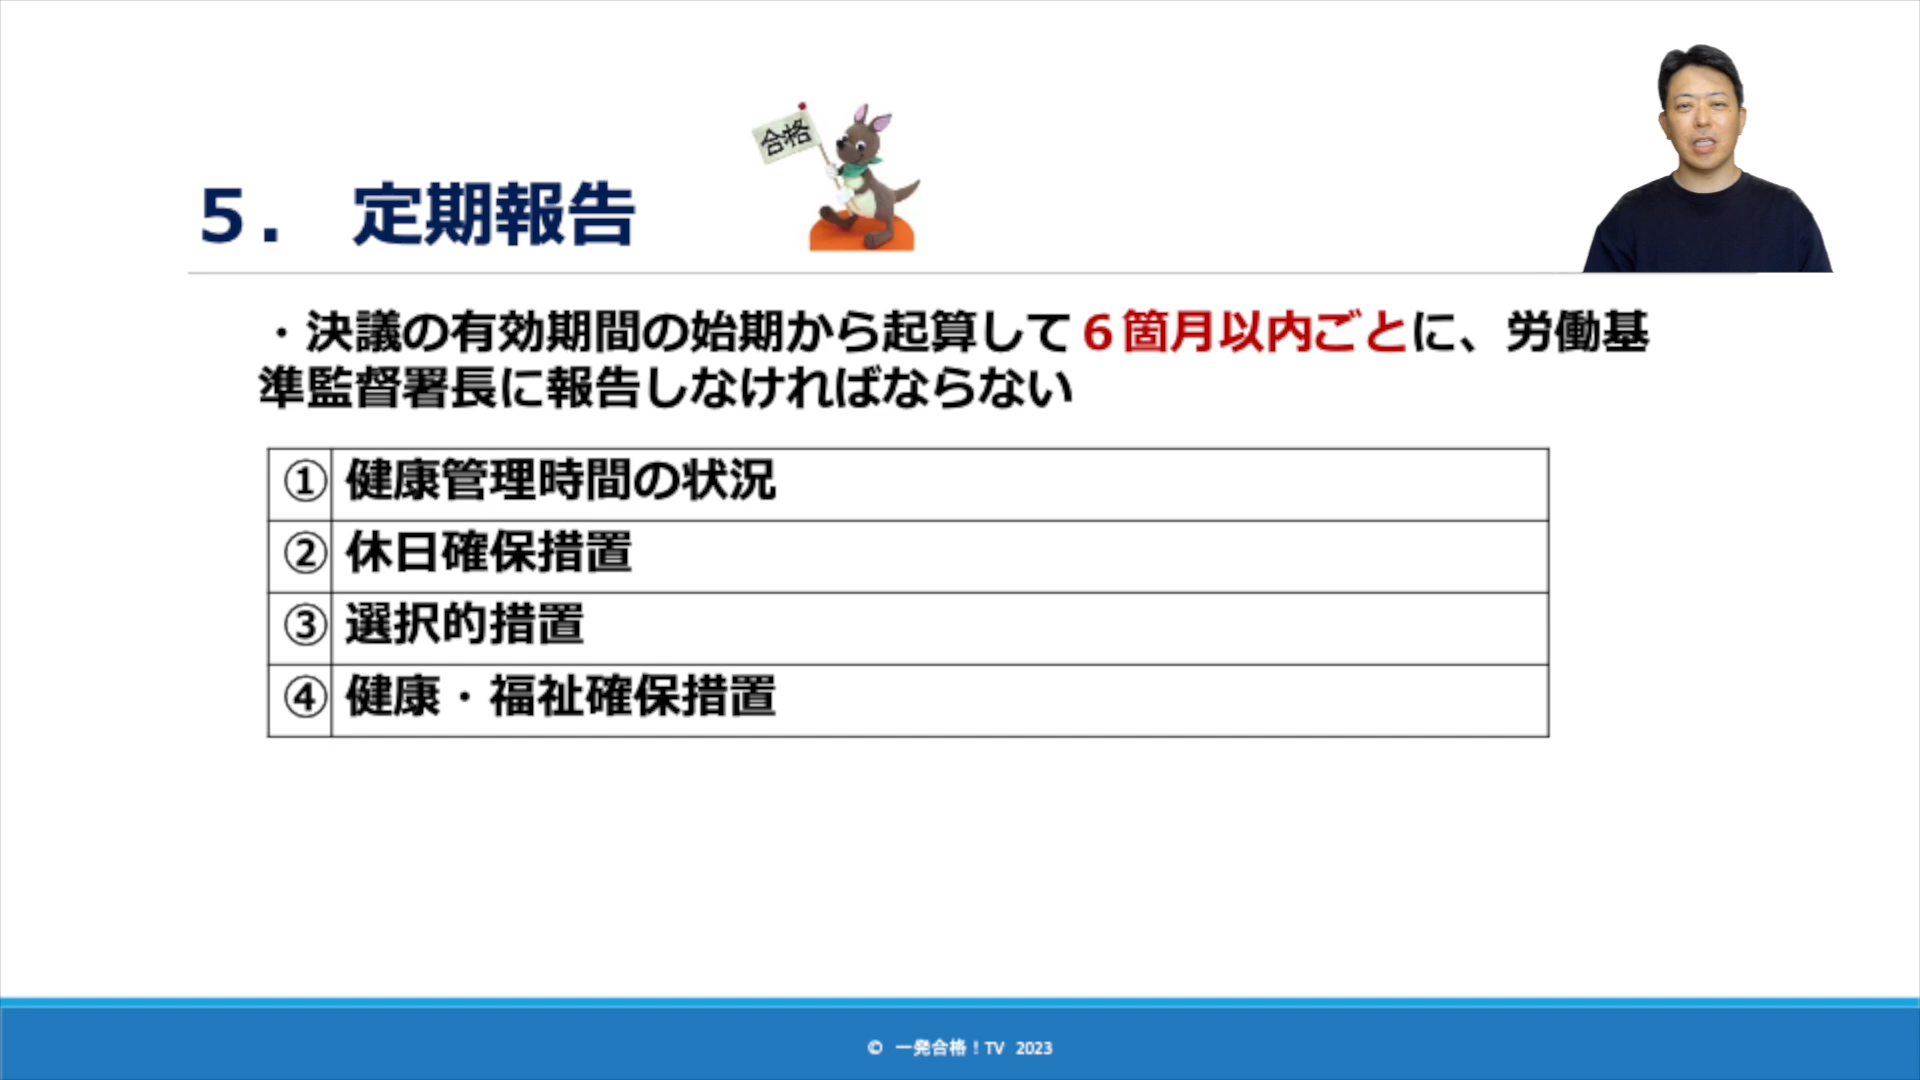 合格
5． 定期報告
・決議の有効期間の始期から起算して６箇月以内ごとに、労働基
準監督署長に報告しなければならない
① 健康管理時間の状況
② 休日確保措置
③ 選択的措置
④ 健康・福祉確保措置
© 一発合格！TV 2023